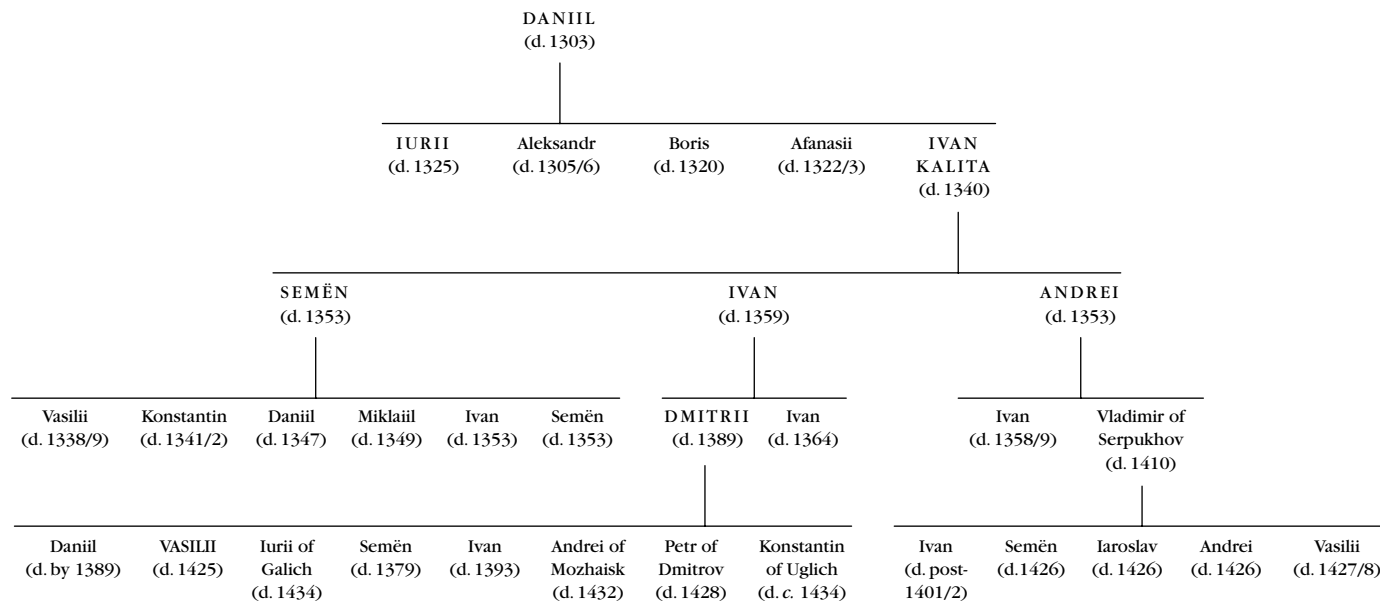 DANIIL
(d. 1303)
IURII
(d. 1325)
Aleksandr
(d. 1305/6)
Boris
(d. 1320)
Afanasii
(d. 1322/3)
IVAN
KALITA
(d. 1340)
SEMËN
(d. 1353)
IVAN
(d. 1359)
ANDREI
(d. 1353)
Vasilii
(d. 1338/9)
Konstantin
(d. 1341/2)
Daniil
(d. 1347)
Miklaiil
(d. 1349)
Ivan
(d. 1353)
Semën
(d. 1353)
DMITRII
(d. 1389)
Ivan
(d. 1364)
Ivan
(d. 1358/9)
Vladimir of
Serpukhov
(d. 1410)
Daniil
(d. by 1389)
VASILII
(d. 1425)
Iurii of
Galich
(d. 1434)
Semën
(d. 1379)
Ivan
(d. 1393)
Andrei of
Mozhaisk
(d. 1432)
Petr of
Dmitrov
(d. 1428)
Konstantin
of Uglich
(d. c. 1434)
Ivan
(d. post-
1401/2)
Semën
(d.1426)
Iaroslav
(d. 1426)
Andrei
(d. 1426)
Vasilii
(d. 1427/8)